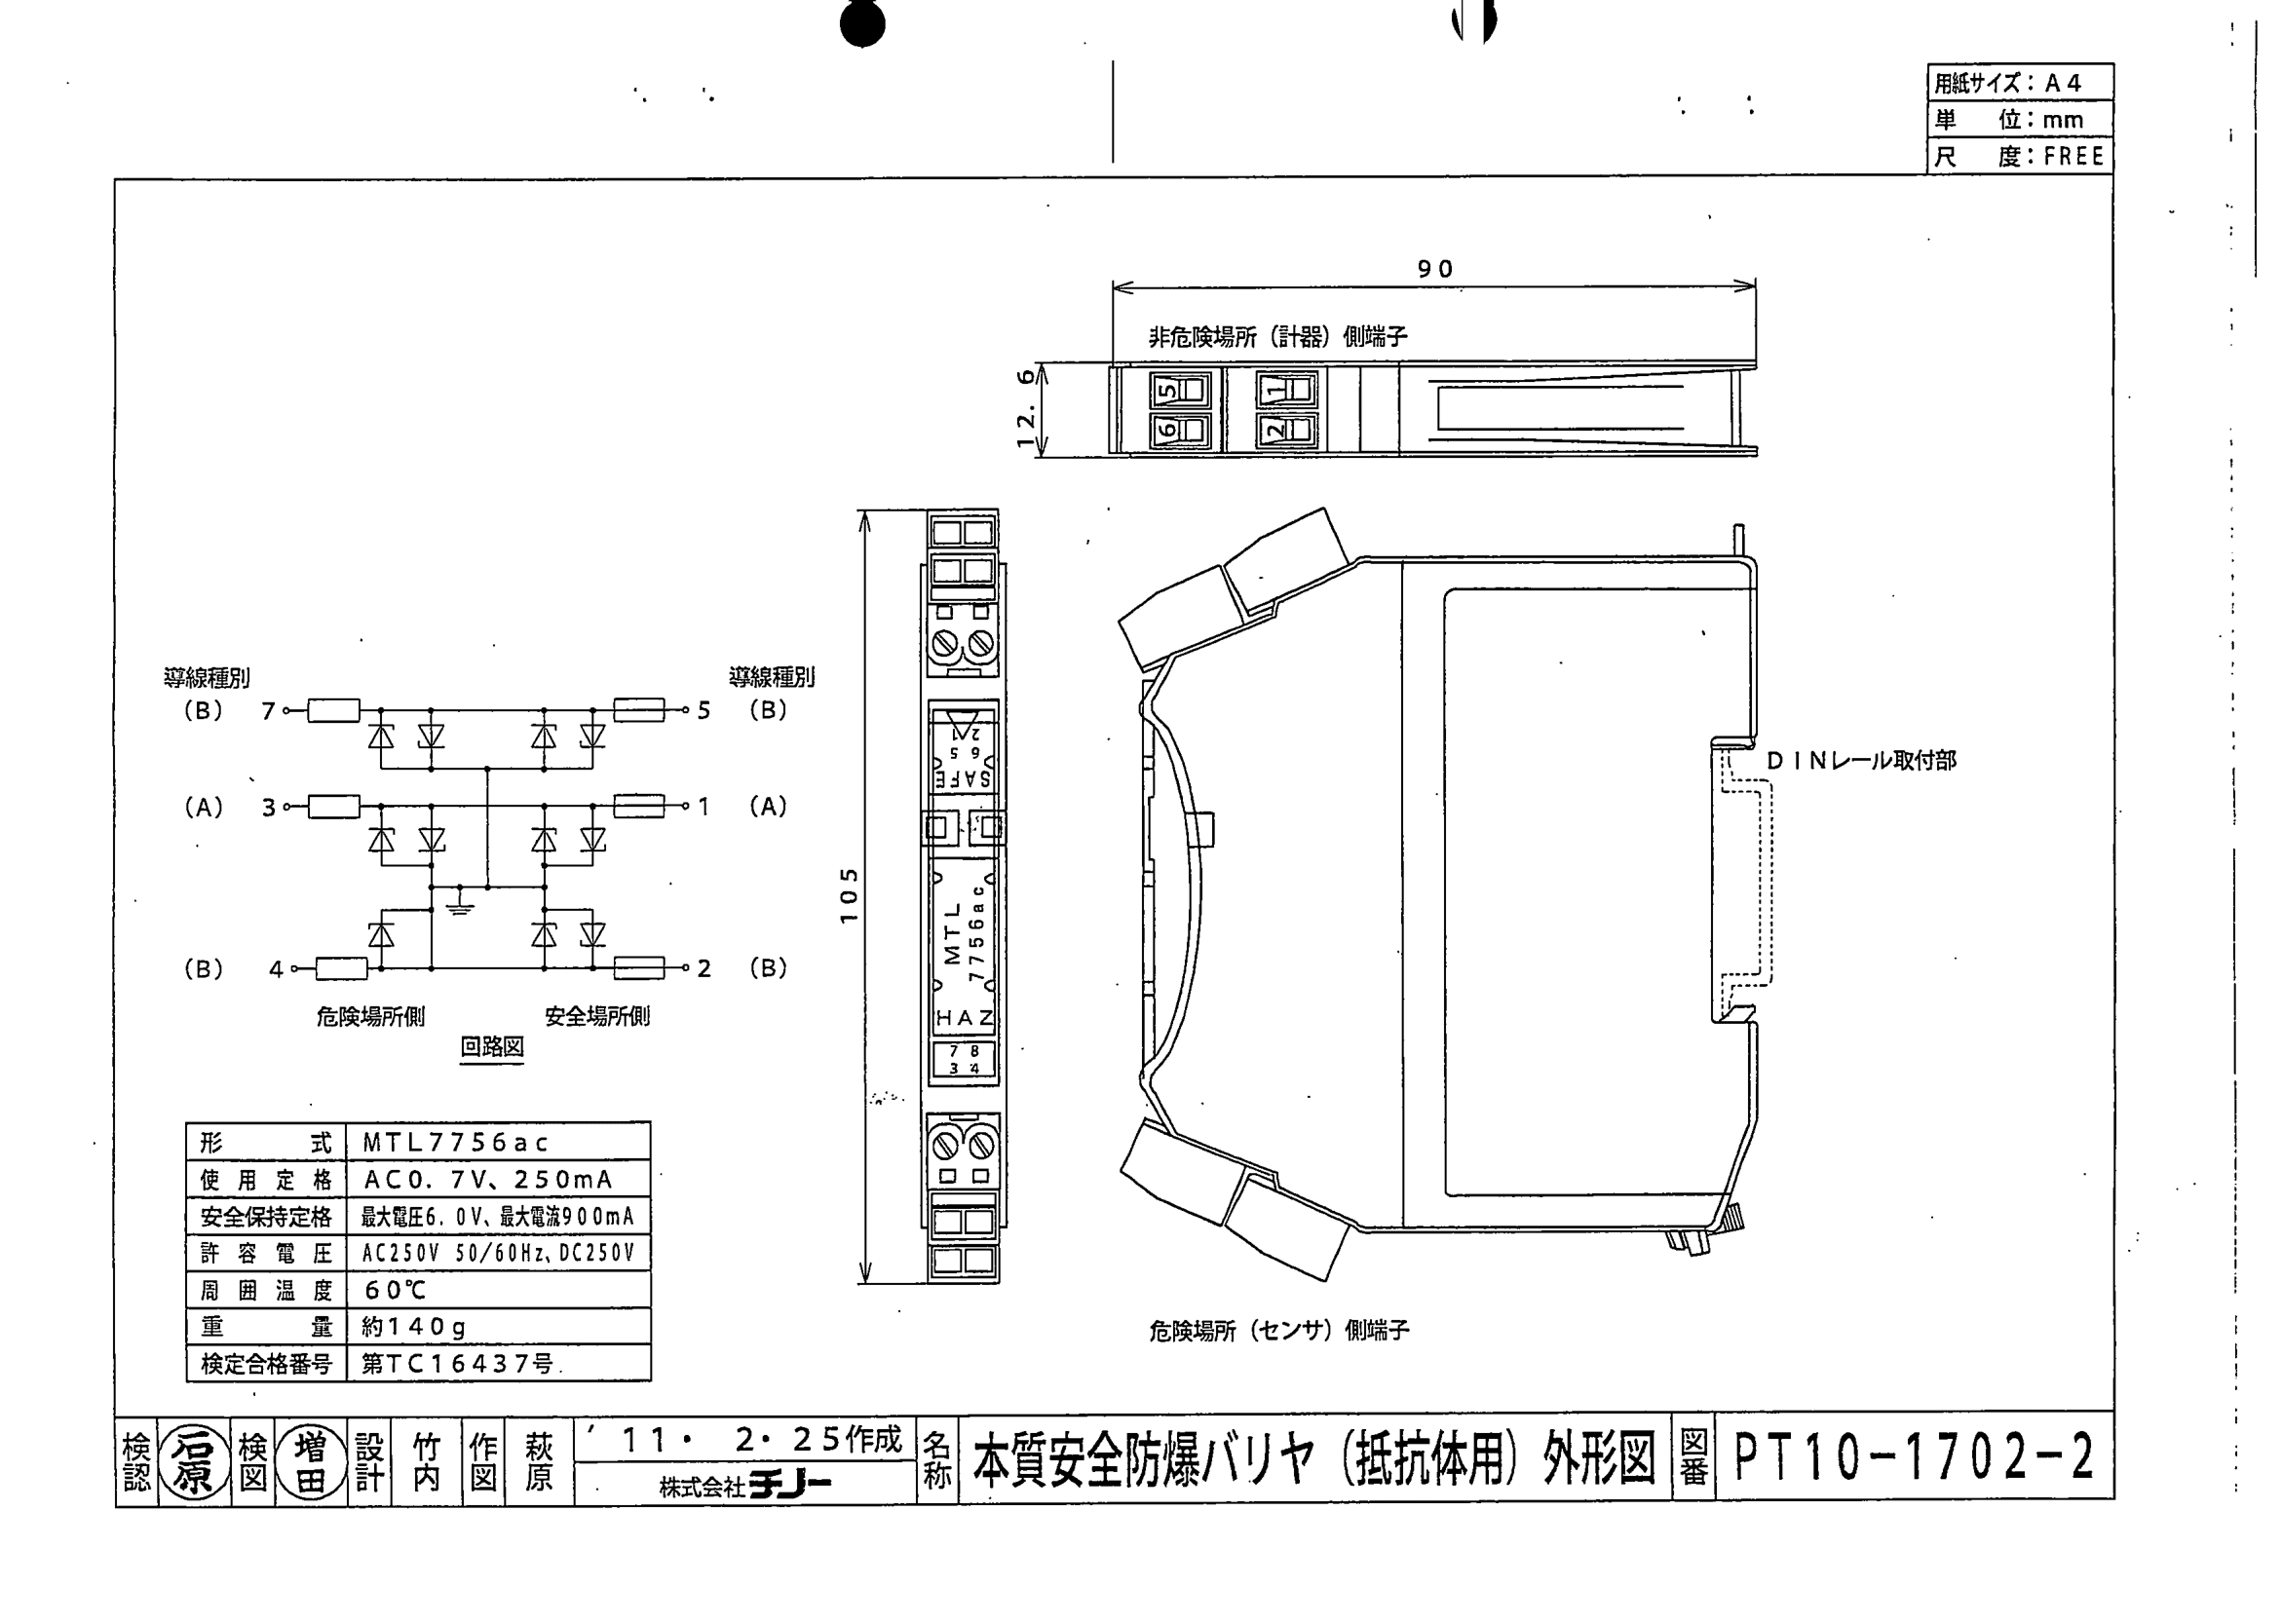 用紙サイズ：Ａ４
単　　位：mm
尺　　度：ＦＲＥＥ
９０
非危険場所（計器）側端子
１２．６
5
1
6
2
１０５
2 1
6 5
SAFE
MTL
7756ac
HAZ
7 8
3 4
ＤＩＮレール取付部
危険場所（センサ）側端子
導線種別
導線種別
（B）　7
5　（B）
（A）　3
1　（A）
（B）　4
2　（B）
危険場所側
安全場所側
回路図
形　　　式　ＭＴＬ７７５６ａｃ
使 用 定 格　ＡＣ０．７Ｖ、２５０mＡ
安全保持定格　最大電圧6．0V、最大電流900mA
許 容 電 圧　AC250V 50/60Hz、DC250V
周 囲 温 度　６０℃
重　　　量　約１４０g
検定合格番号　第ＴＣ１６４３７号
検認　石原　検図　増田　設計　竹内　作図　萩原
’１１・　２・２５作成
株式会社チノー
名称　本質安全防爆バリヤ（抵抗体用）外形図
図番　ＰＴ１０－１７０２－２